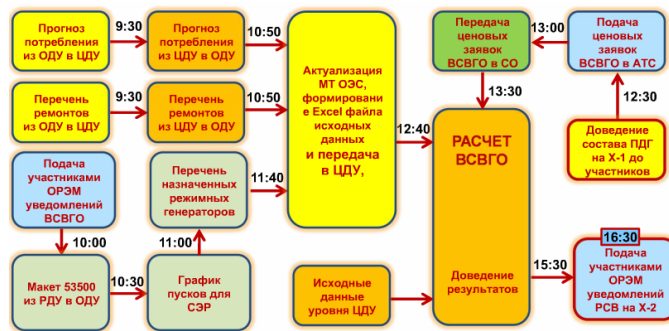 Прогноз
потребления
из ОДУ в ЦДУ
9:30
Прогноз
потребления
из ЦДУ в ОДУ
10:50
Перечень
ремонтов
из ОДУ в ЦДУ
9:30
Перечень
ремонтов
из ЦДУ в ОДУ
10:50
Подача
участниками
ОРЭМ
уведомлений
ВСВГО
10:00
Макет 53500
из РДУ в ОДУ
10:30
График
пусков для
СЭР
11:00
Перечень
назначенных
режимных
генераторов
11:40
Актуализация
МТ ОЭС,
формировани
е Excel файла
исходных
данных
и передача
в ЦДУ,
12:40
Передача
ценовых
заявок
ВСВГО в СО
13:00
Подача
ценовых
заявок
ВСВГО в АТС
12:30
Доведение
состава ПДГ
на Х-1 до
участников
13:30
РАСЧЕТ
ВСВГО
Доведение
результатов
Исходные
данные
уровня ЦДУ
15:30
16:30
Подача
участниками
ОРЭМ
уведомлений
РСВ на Х-2